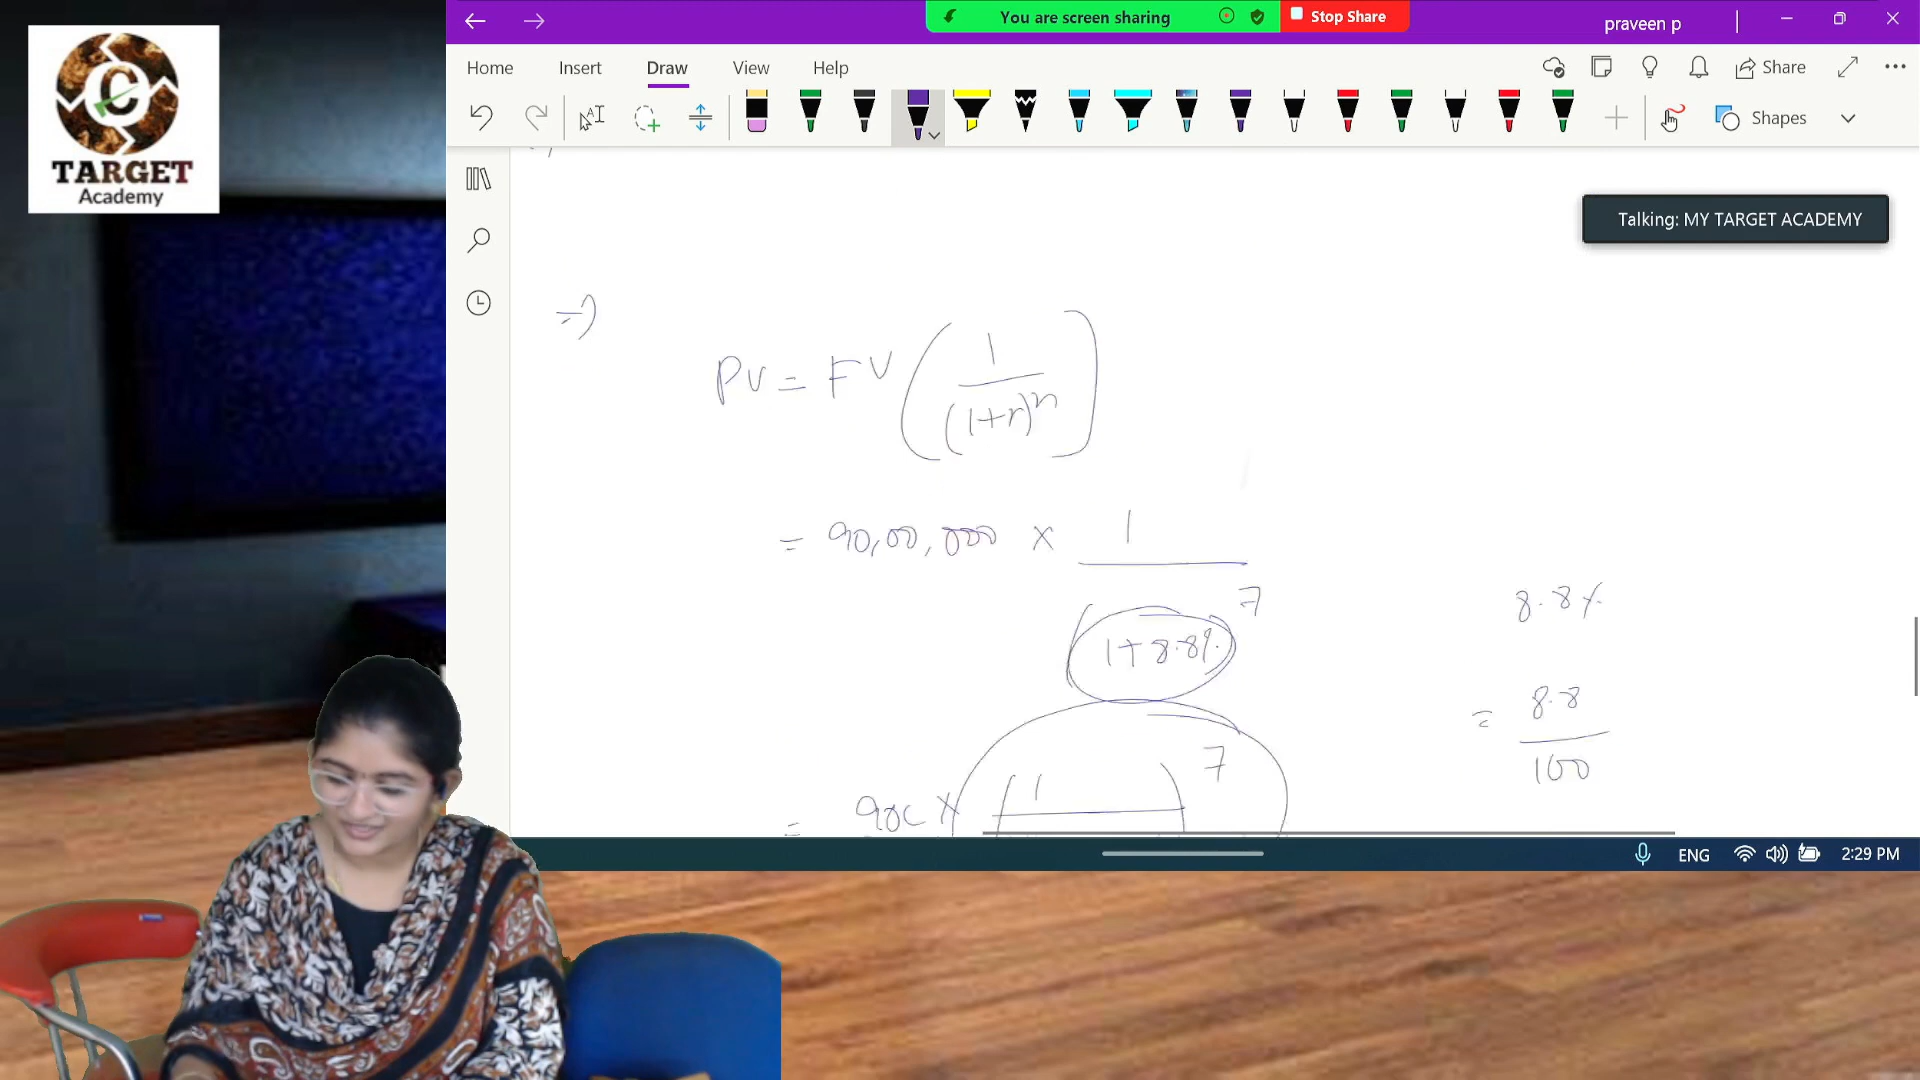 TARGET
Academy
You are screen sharing
Stop Share
praveen p
Home Insert Draw View Help
Share
Shapes
Talking: MY TARGET ACADEMY
=)
PV = FV (1/(1+r)^n)
= 90,00,000 x 1/(1+8.8%)^7
8.8%
= 8.8/100
= 90L x (1
7
ENG
2:29 PM